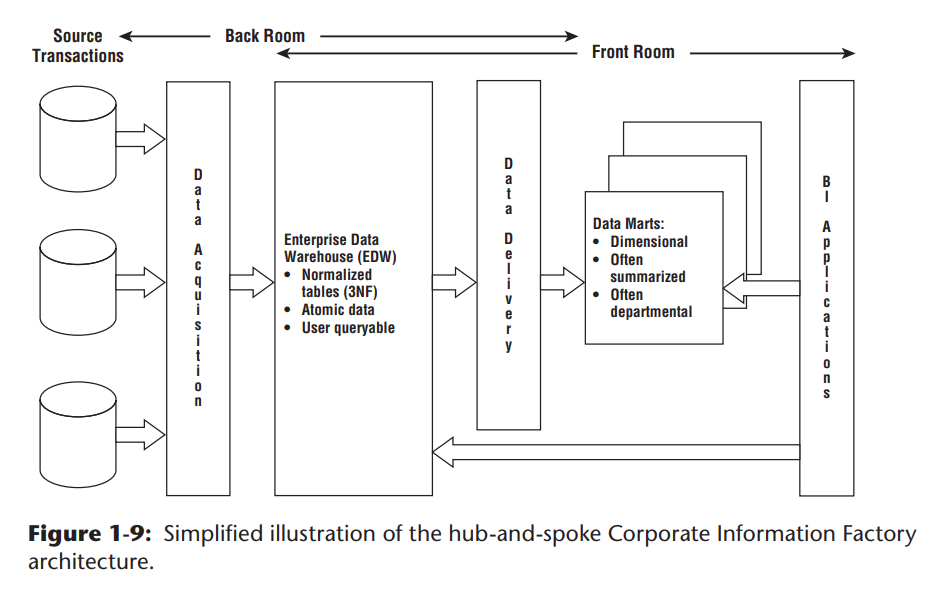 Source
Transactions
Back Room
Front Room
Data Acquisition
Enterprise Data
Warehouse (EDW)
• Normalized
tables (3NF)
• Atomic data
• User queryable
Data Delivery
Data Marts:
• Dimensional
• Often
summarized
• Often
departmental
BI Applications
Figure 1-9: Simplified illustration of the hub-and-spoke Corporate Information Factory
architecture.